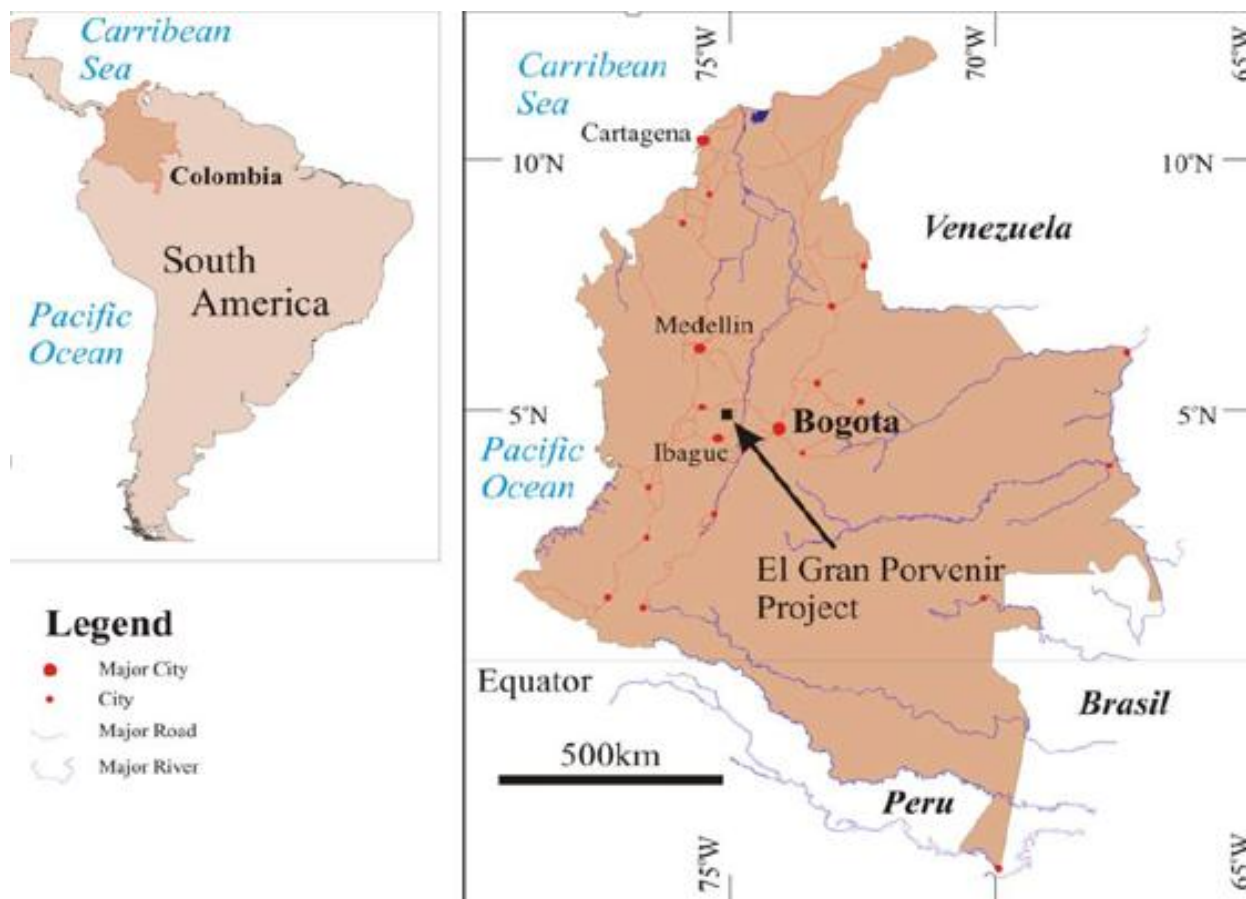 Carribean
Sea
Colombia
South
America
Pacific
Ocean
Legend
Major City
City
Major Road
Major River
75°W
70°W
65°W
Carribean
Sea
Cartagena
10°N
10°N
Venezuela
Medellin
5°N
5°N
Bogota
Ibague
Pacific
Ocean
El Gran Porvenir
Project
Equator
Brasil
500km
Peru
75°W
65°W